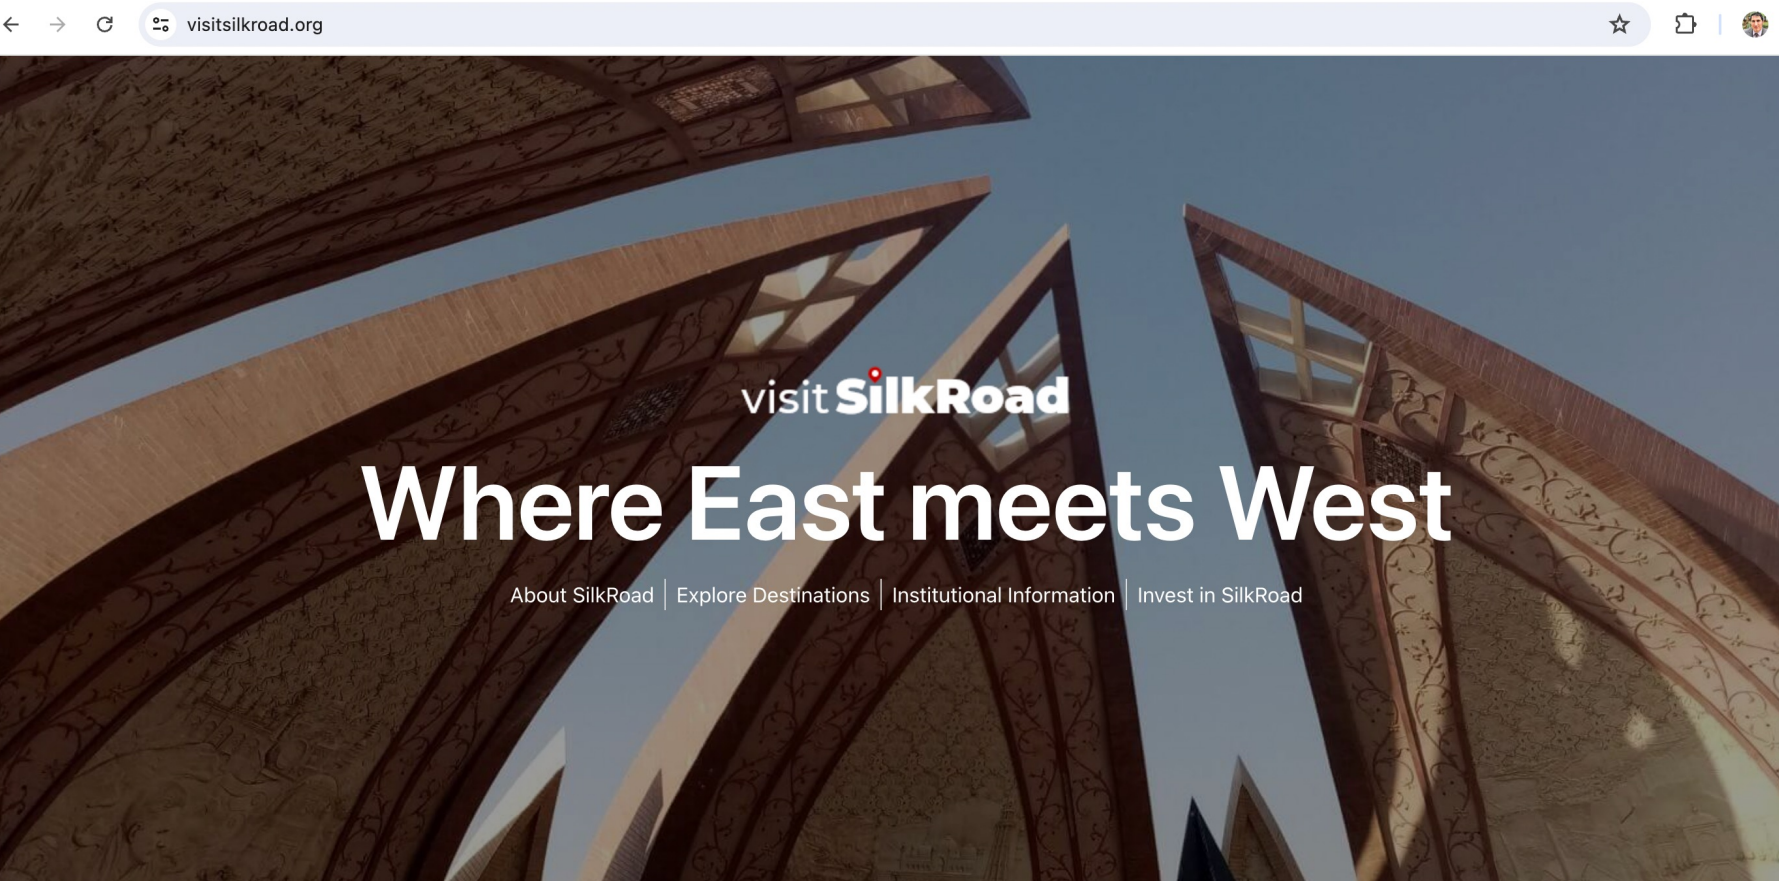 visitsilkroad.org
visit SilkRoad
Where East meets West
About SilkRoad | Explore Destinations | Institutional Information | Invest in SilkRoad